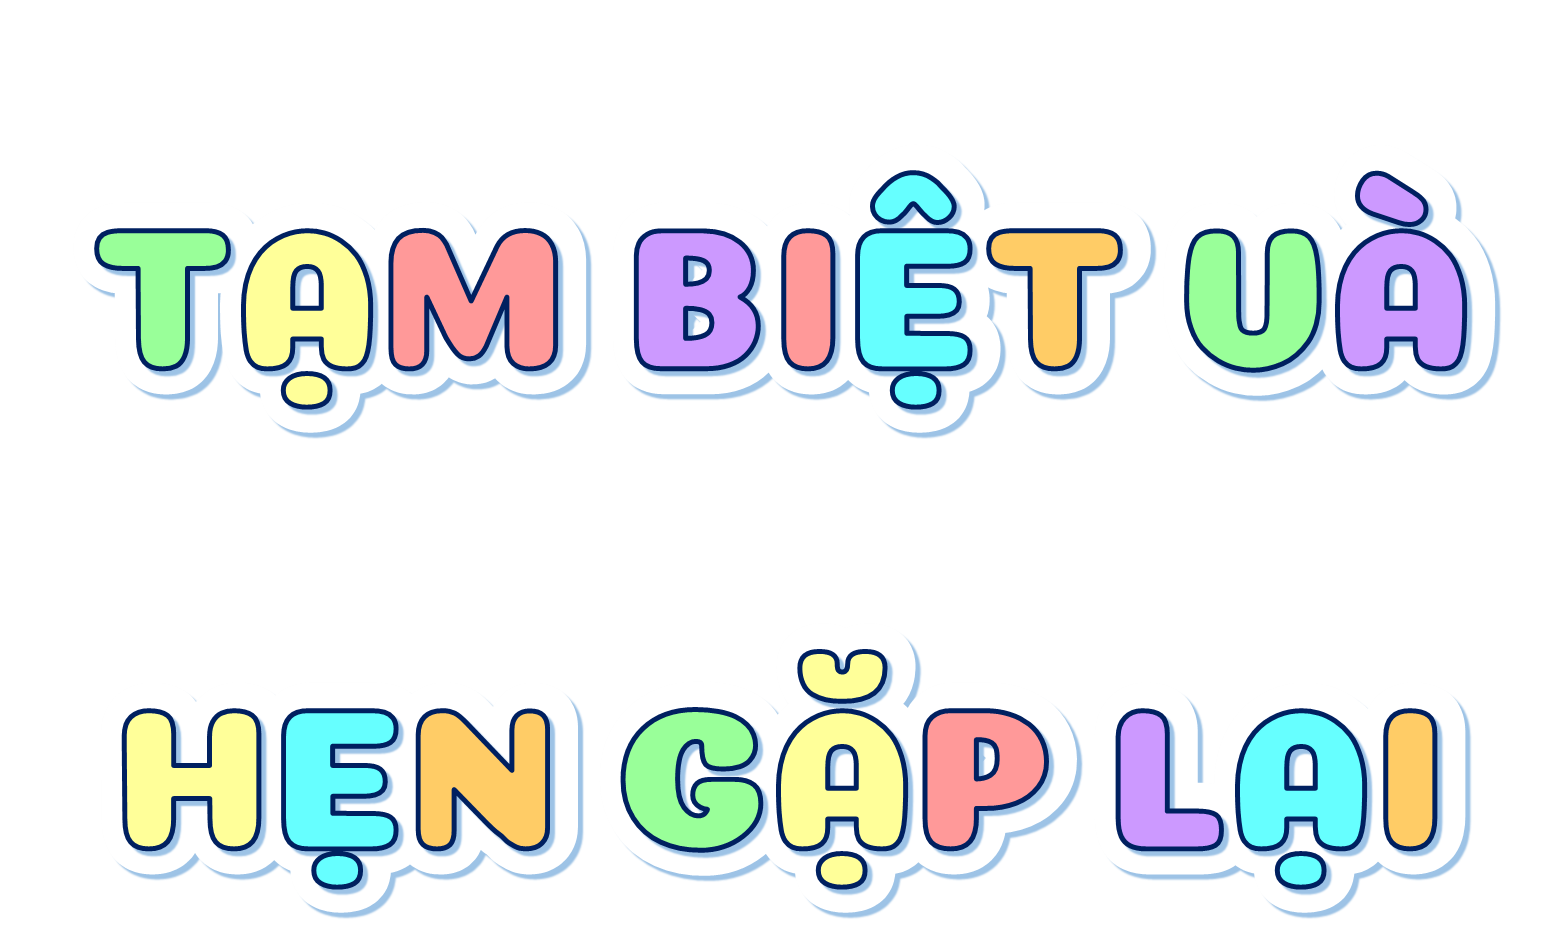 TẠM BIỆT UÀ
HẸN GẶP LẠI